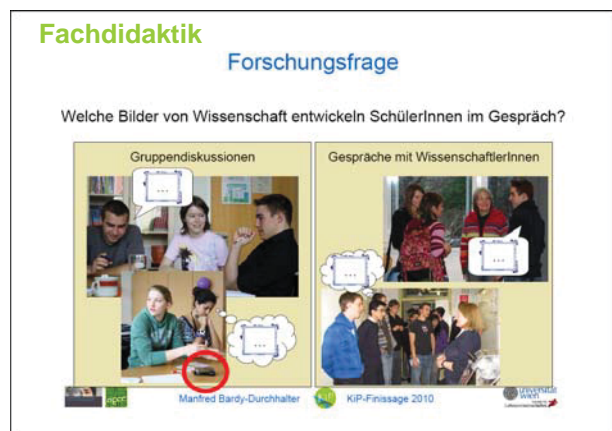 Fachdidaktik
Forschungsfrage
Welche Bilder von Wissenschaft entwickeln SchülerInnen im Gespräch?
Gruppendiskussionen
Gespräche mit WissenschaftlerInnen
...
...
...
...
Manfred Bardy-Durchhalter
KiP
KiP-Finissage 2010
universität
wien